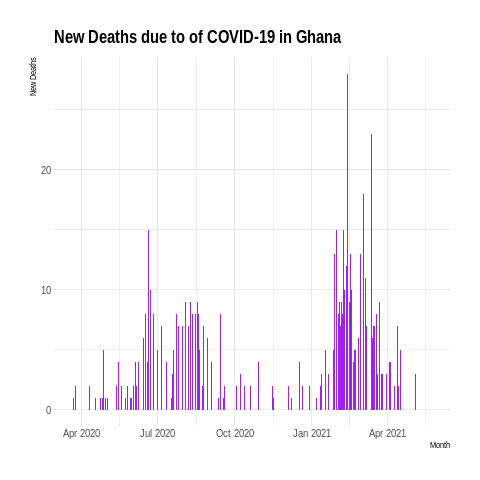 New Deaths due to of COVID-19 in Ghana
New Deaths
20
10
0
Apr 2020 Jul 2020 Oct 2020 Jan 2021 Apr 2021
Month